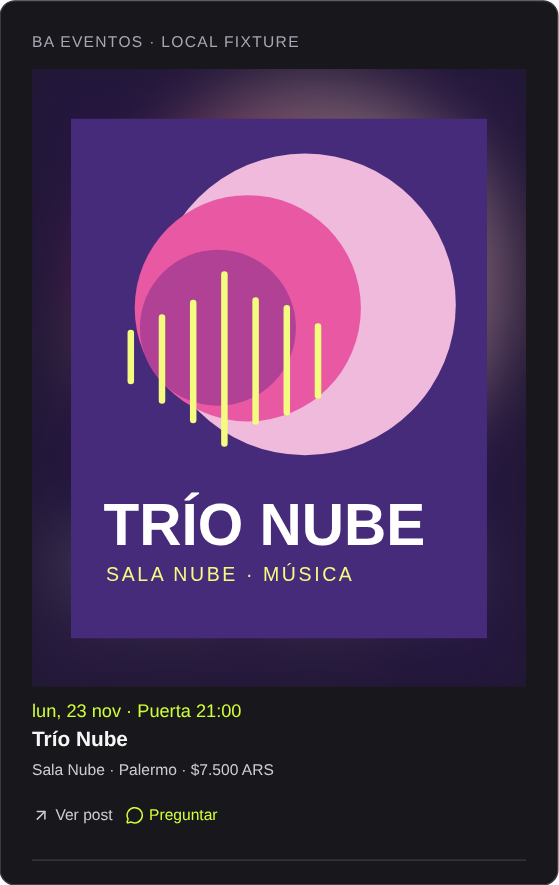 BA EVENTOS · LOCAL FIXTURE
TRÍO NUBE
SALA NUBE · MÚSICA
lun, 23 nov · Puerta 21:00
Trío Nube
Sala Nube · Palermo · $7.500 ARS
Ver post Preguntar